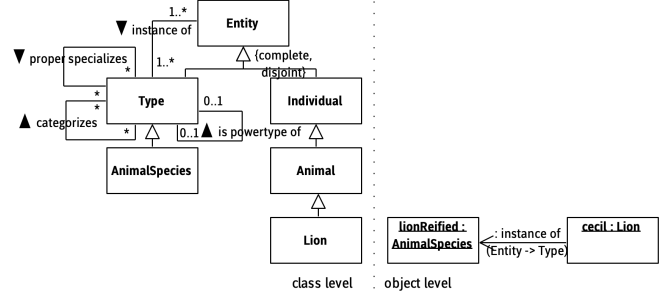 Entity
1..*
instance of
1..*
{complete,
disjoint}
proper specializes
*
*
Type
0..1
Individual
*
categorizes
*
0..1
is powertype of
AnimalSpecies
Animal
Lion
lionReified :
AnimalSpecies
: instance of
(Entity -> Type)
cecil : Lion
class level
object level